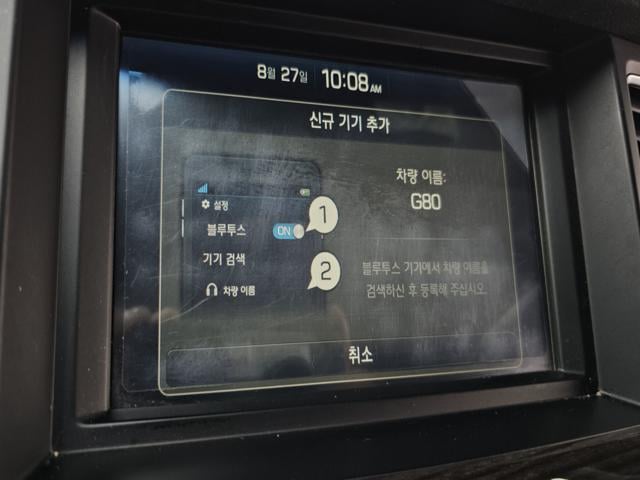 8월 27일 10:08 AM
신규 기기 추가
설정
블루투스 ON 1
기기 검색 2
차량 이름
차량 이름:
G80
블루투스 기기에서 차량 이름을
검색하신 후 등록해 주십시오.
취소